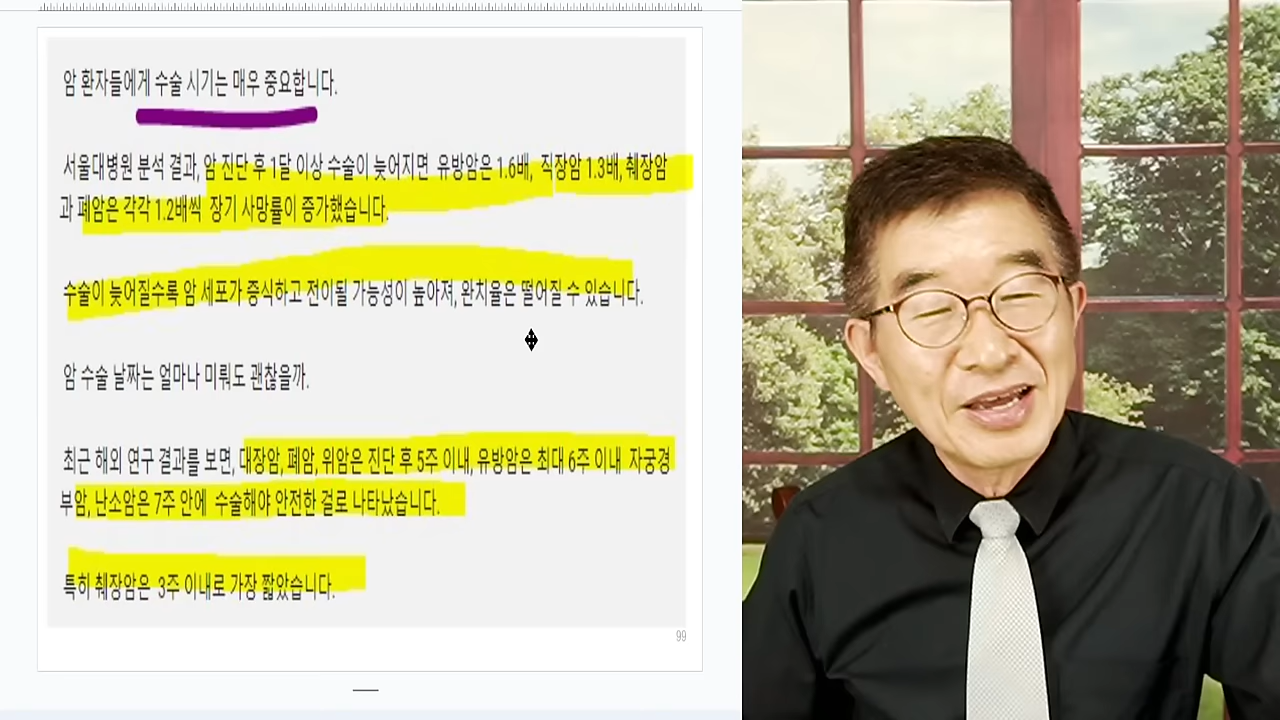 암 환자들에게 수술 시기는 매우 중요합니다.
서울대병원 분석 결과, 암 진단 후 1달 이상 수술이 늦어지면 유방암은 1.6배, 직장암 1.3배, 췌장암
과 폐암은 각각 1.2배씩 장기 사망률이 증가했습니다.
수술이 늦어질수록 암 세포가 증식하고 전이될 가능성이 높아져, 완치율은 떨어질 수 있습니다.
암 수술 날짜는 얼마나 미뤄도 괜찮을까.
최근 해외 연구 결과를 보면, 대장암, 폐암, 위암은 진단 후 5주 이내, 유방암은 최대 6주 이내 자궁경
부암, 난소암은 7주 안에 수술해야 안전한 걸로 나타났습니다.
특히 췌장암은 3주 이내로 가장 짧았습니다.
99